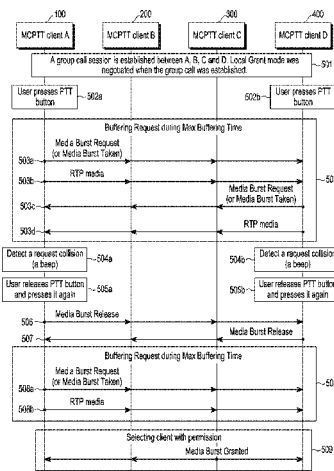 100
200
300
400
MCPTT client A
MCPTT client B
MCPTT client C
MCPTT client D
A group call session is established between A, B, C and D. Local Grant mode was
negotiated when the group call was established.
501
User presses PTT
button
502a
502b
User presses PTT
button
Buffering Request during Max Buffering Time
Media Burst Request
(or Media Burst Taken)
503a
RTP media
503b
Media Burst Request
(or Media Burst Taken)
503c
RTP media
503d
Detect a request collision
(a beep)
504a
504b
Detect a request collision
(a beep)
User releases PTT button
and presses it again
505a
505b
User releases PTT button
and presses it again
506
Media Burst Release
507
Media Burst Release
Buffering Request during Max Buffering Time
Media Burst Request
(or Media Burst Taken)
508a
RTP media
508b
Selecting client with permission
Media Burst Granted
509